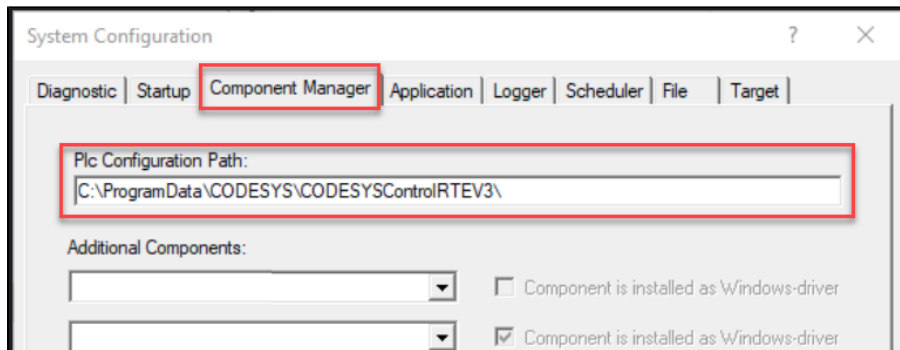 System Configuration
Diagnostic Startup Component Manager Application Logger Scheduler File Target
Plc Configuration Path:
C:\ProgramData\CODESYS\CODESYSControlRTEV3\
Additional Components:
Component is installed as Windows-driver
Component is installed as Windows-driver